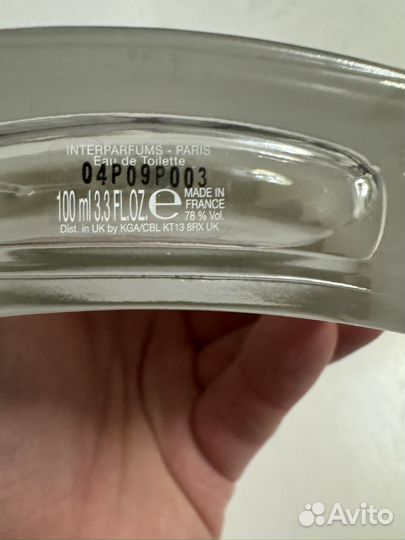 INTERPARFUMS - PARIS
Eau de Toilette
04P09P003
100 ml 3.3 FL.OZ. e MADE IN
FRANCE
78 % Vol.
Dist. in UK by KGA/CBL KT13 8RX UK
Avito